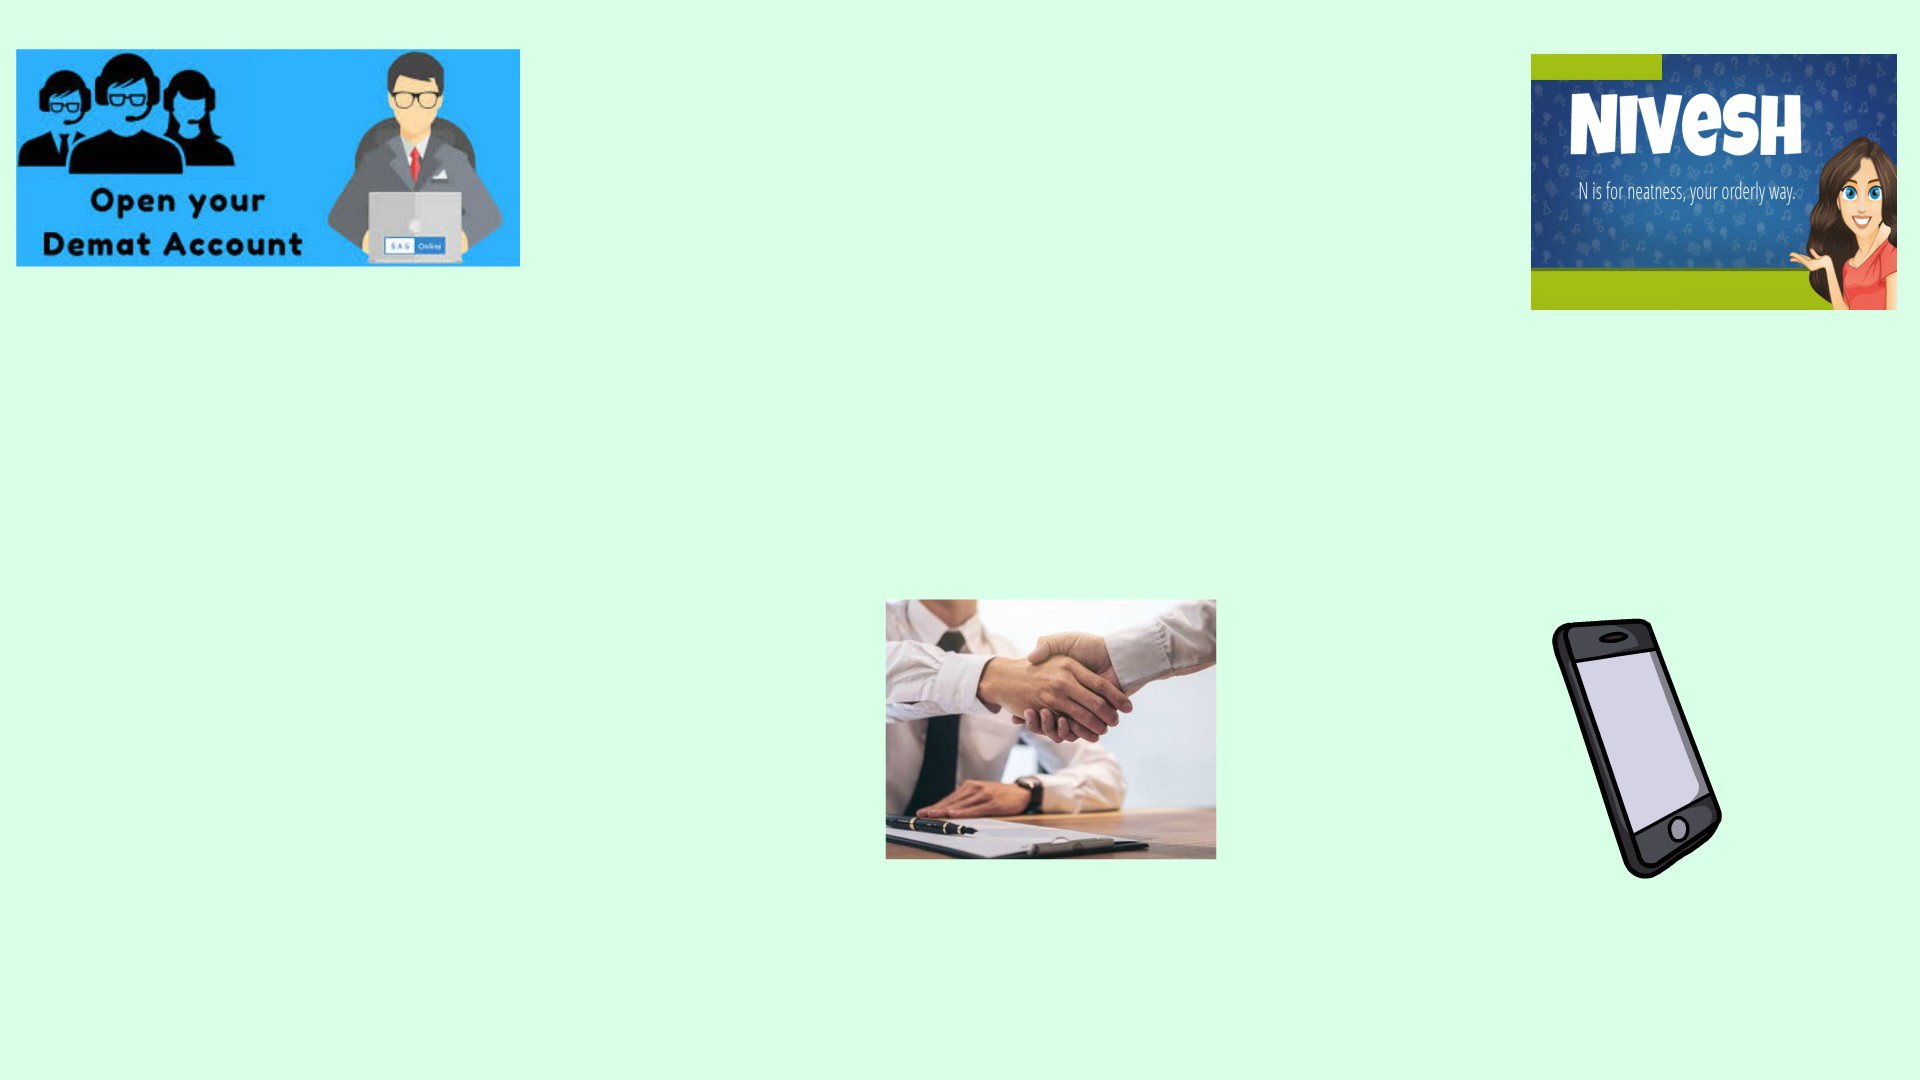 Open your
Demat Account
SAS Online
NIVESH
N is for neatness, your orderly way.